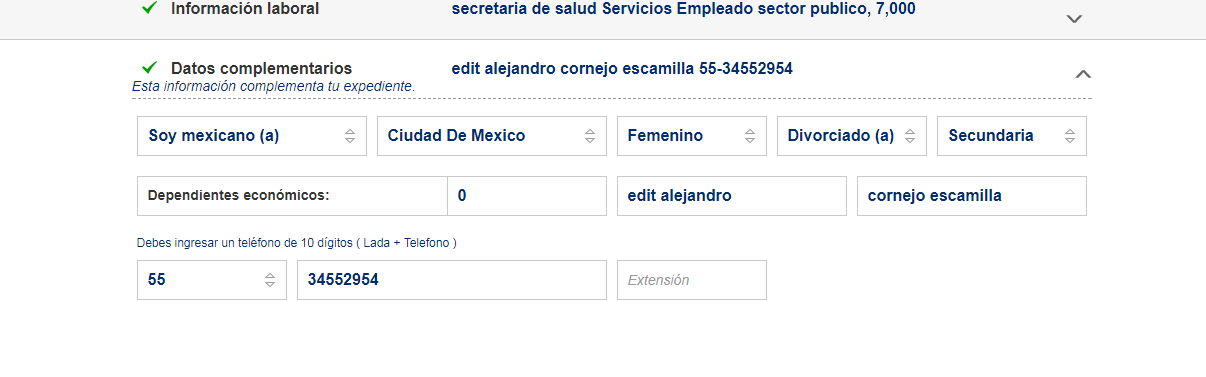 Información laboral secretaria de salud Servicios Empleado sector publico, 7,000
Datos complementarios edit alejandro cornejo escamilla 55-34552954
Esta información complementa tu expediente.
Soy mexicano (a) Ciudad De Mexico Femenino Divorciado (a) Secundaria
Dependientes económicos: 0 edit alejandro cornejo escamilla
Debes ingresar un teléfono de 10 dígitos ( Lada + Telefono )
55 34552954 Extensión